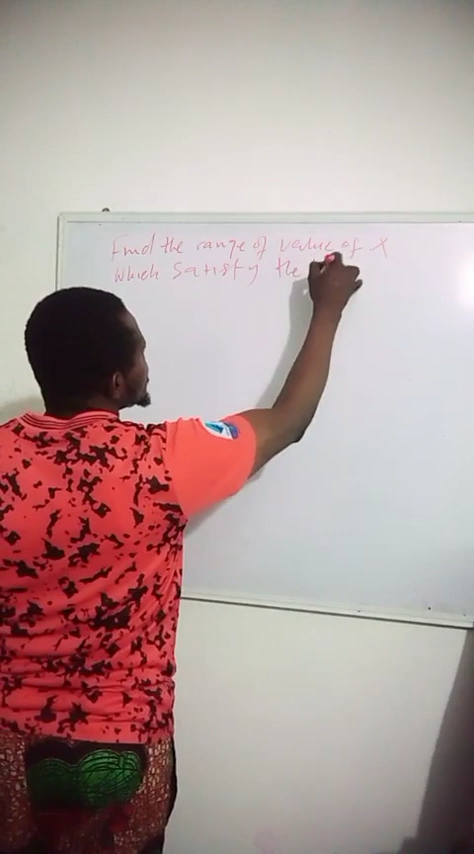 Find the range of value of X
Which Satisfy the